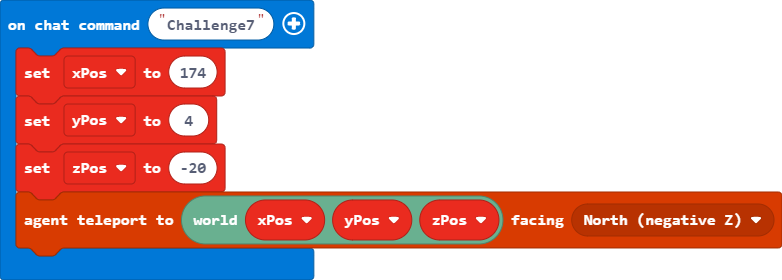 on chat command "Challenge7"
set xPos to 174
set yPos to 4
set zPos to -20
agent teleport to world xPos yPos zPos facing North (negative Z)